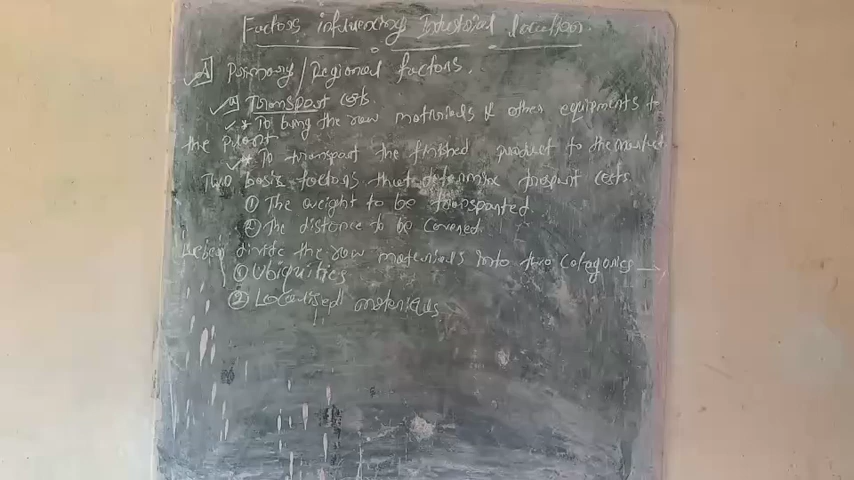 Factors influencing Industrial location.
A Primary/Regional factors.
a) Transport costs.
* To bring the raw materials & other equipments to
the plant
* To transport the finished product to the market
Two basic factors that determine transport costs
① The weight to be transported.
② The distance to be covered.
Weber divide the raw materials into two catagories →
① Ubiquities
② Localised materials